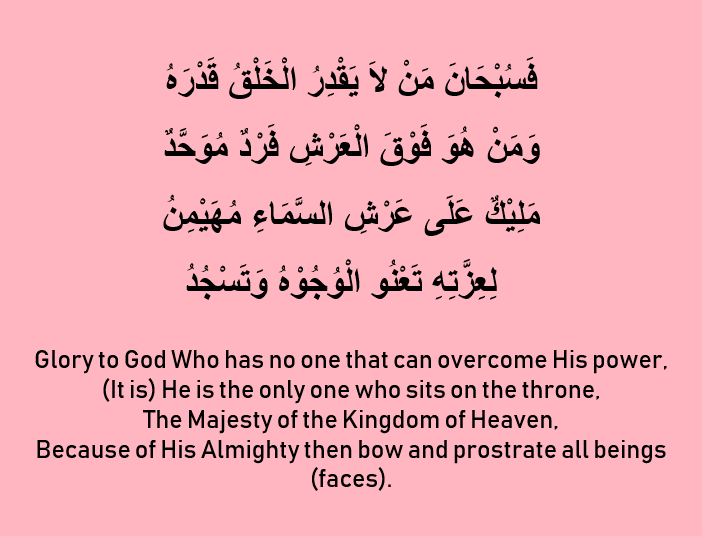 فَسُبْحَانَ مَنْ لاَ يَقْدِرُ الْخَلْقُ قَدْرَهُ
وَمَنْ هُوَ فَوْقَ الْعَرْشِ فَرْدٌ مُوَحَّدٌ
مَلِيْكٌ عَلَى عَرْشِ السَّمَاءِ مُهَيْمِنُ
لِعِزَّتِهِ تَعْنُو الْوُجُوْهُ وَتَسْجُدُ
Glory to God Who has no one that can overcome His power,
(It is) He is the only one who sits on the throne,
The Majesty of the Kingdom of Heaven,
Because of His Almighty then bow and prostrate all beings
(faces).